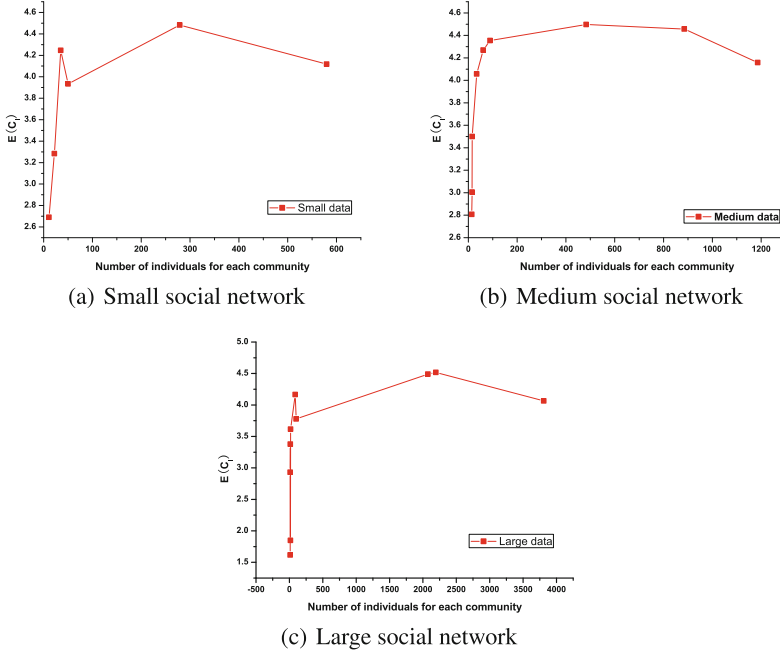 4.6
4.4
4.2
4.0
3.8
3.6
3.4
3.2
3.0
2.8
2.6
E (C_I)
0 100 200 300 400 500 600
Number of individuals for each community
Small data
(a) Small social network
4.6
4.4
4.2
4.0
3.8
3.6
3.4
3.2
3.0
2.8
2.6
E (C_I)
0 200 400 600 800 1000 1200
Number of individuals for each community
Medium data
(b) Medium social network
5.0
4.5
4.0
3.5
3.0
2.5
2.0
1.5
E (C_I)
-500 0 500 1000 1500 2000 2500 3000 3500 4000
Number of individuals for each community
Large data
(c) Large social network